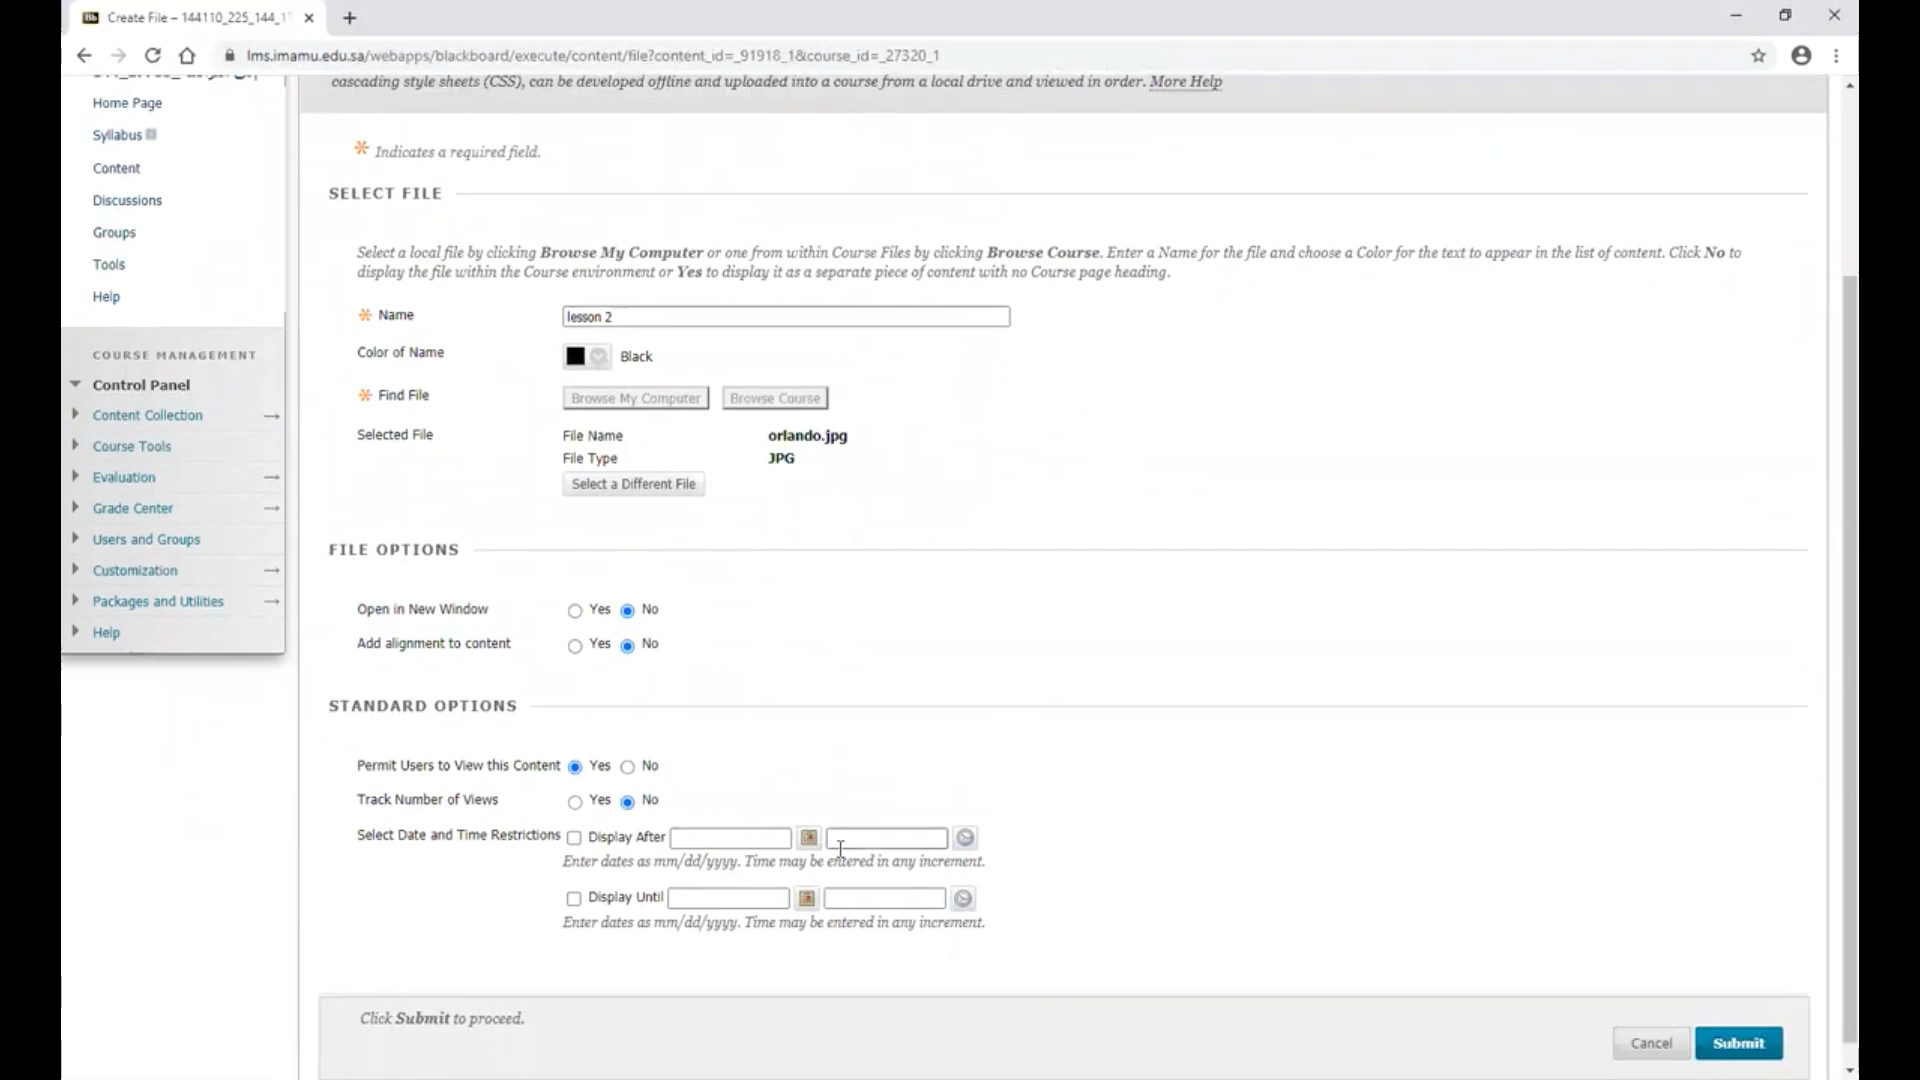 Create File – 144110_225_144_1
lms.imamu.edu.sa/webapps/blackboard/execute/content/file?content_id=_91918_1&course_id=_27320_1
cascading style sheets (CSS), can be developed offline and uploaded into a course from a local drive and viewed in order. More Help
Home Page
Syllabus
Content
Discussions
Groups
Tools
Help
COURSE MANAGEMENT
Control Panel
Content Collection
Course Tools
Evaluation
Grade Center
Users and Groups
Customization
Packages and Utilities
Help
Indicates a required field.
SELECT FILE
Select a local file by clicking Browse My Computer or one from within Course Files by clicking Browse Course. Enter a Name for the file and choose a Color for the text to appear in the list of content. Click No to
display the file within the Course environment or Yes to display it as a separate piece of content with no Course page heading.
Name lesson 2
Color of Name Black
Find File Browse My Computer Browse Course
Selected File File Name orlando.jpg
File Type JPG
Select a Different File
FILE OPTIONS
Open in New Window Yes No
Add alignment to content Yes No
STANDARD OPTIONS
Permit Users to View this Content Yes No
Track Number of Views Yes No
Select Date and Time Restrictions Display After
Enter dates as mm/dd/yyyy. Time may be entered in any increment.
Display Until
Enter dates as mm/dd/yyyy. Time may be entered in any increment.
Click Submit to proceed.
Cancel Submit